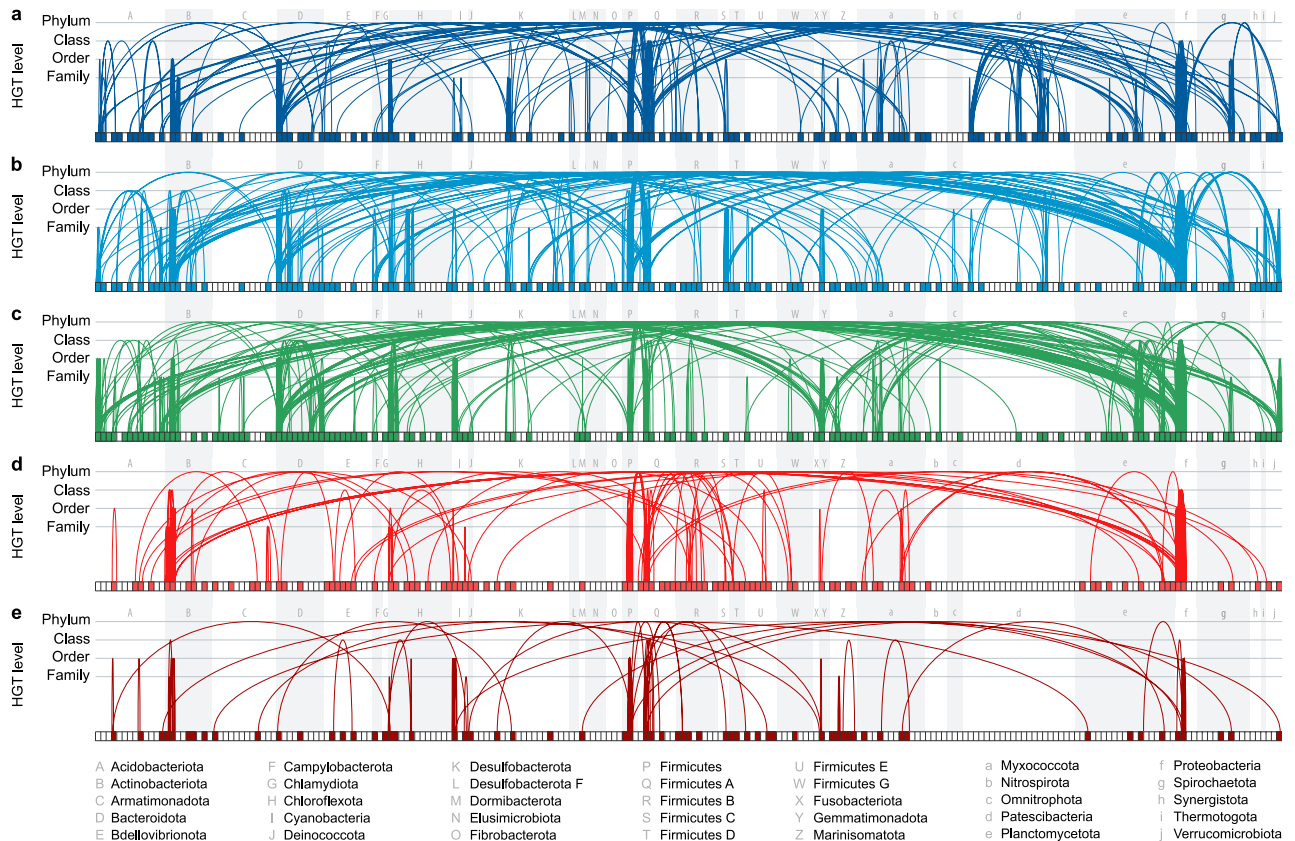 a
A B C D E F G H I J K L M N O P Q R S T U W X Y Z a b c d e f g h i j
Phylum
Class
Order
Family
HGT level
b
B D F H J L N P R T W Y a c e g i
Phylum
Class
Order
Family
HGT level
c
B D F H J L N P R T W Y a c e g i
Phylum
Class
Order
Family
HGT level
d
A B C D E F G H I J K L M N O P Q R S T U W X Y Z a b c d e f g h i j
Phylum
Class
Order
Family
HGT level
e
A B C D E F G H I J K L M N O P Q R S T U W X Y Z a b c d e f g h i j
Phylum
Class
Order
Family
HGT level
A Acidobacteriota F Campylobacterota K Desulfobacterota P Firmicutes U Firmicutes E a Myxococcota f Proteobacteria
B Actinobacteriota G Chlamydiota L Desulfobacterota F Q Firmicutes A W Firmicutes G b Nitrospirota g Spirochaetota
C Armatimonadota H Chloroflexota M Dormibacterota R Firmicutes B X Fusobacteriota c Omnitrophota h Synergistota
D Bacteroidota I Cyanobacteria N Elusimicrobiota S Firmicutes C Y Gemmatimonadota d Patescibacteria i Thermotogota
E Bdellovibrionota J Deinococcota O Fibrobacterota T Firmicutes D Z Marinisomatota e Planctomycetota j Verrucomicrobiota